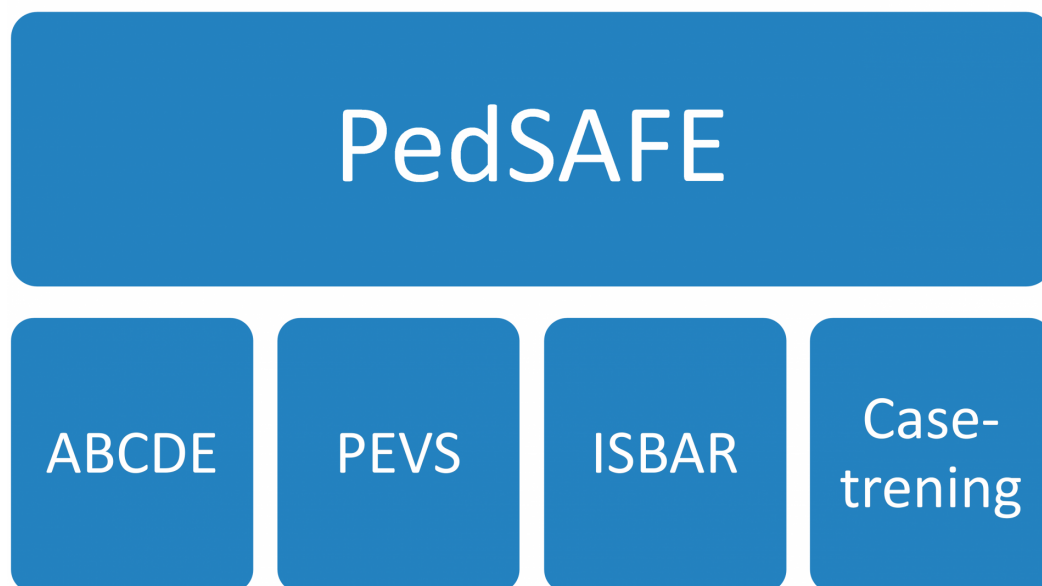 PedSAFE
ABCDE
PEVS
ISBAR
Case-
trening